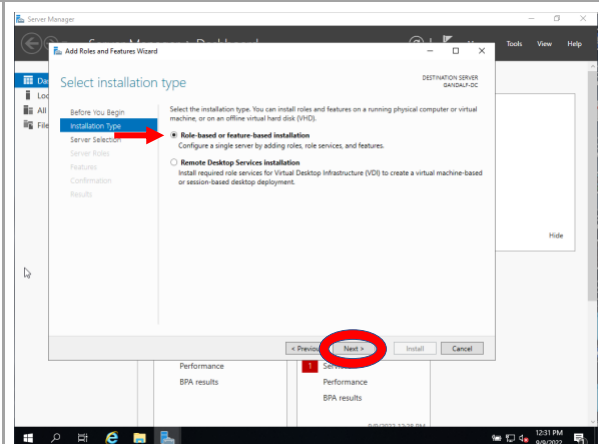 Server Manager
Tools View Help
Add Roles and Features Wizard
Select installation type
DESTINATION SERVER
GANDALF-DC
Before You Begin
Installation Type
Server Selection
Server Roles
Features
Confirmation
Results
Select the installation type. You can install roles and features on a running physical computer or virtual
machine, or on an offline virtual hard disk (VHD).
Role-based or feature-based installation
Configure a single server by adding roles, role services, and features.
Remote Desktop Services installation
Install required role services for Virtual Desktop Infrastructure (VDI) to create a virtual machine-based
or session-based desktop deployment.
Hide
< Previou
Next >
Install
Cancel
Performance
BPA results
1
Performance
BPA results
12:31 PM
9/9/2022